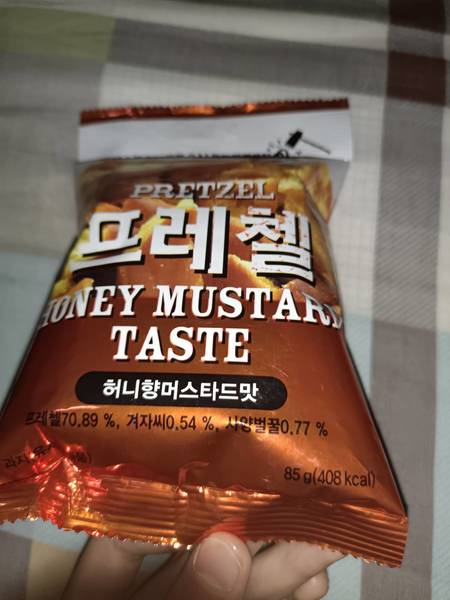 PRETZEL
프레첼
HONEY MUSTARD
TASTE
허니향머스타드맛
프레첼70.89 %, 겨자씨0.54 %, 사양벌꿀0.77 %
85 g(408 kcal)